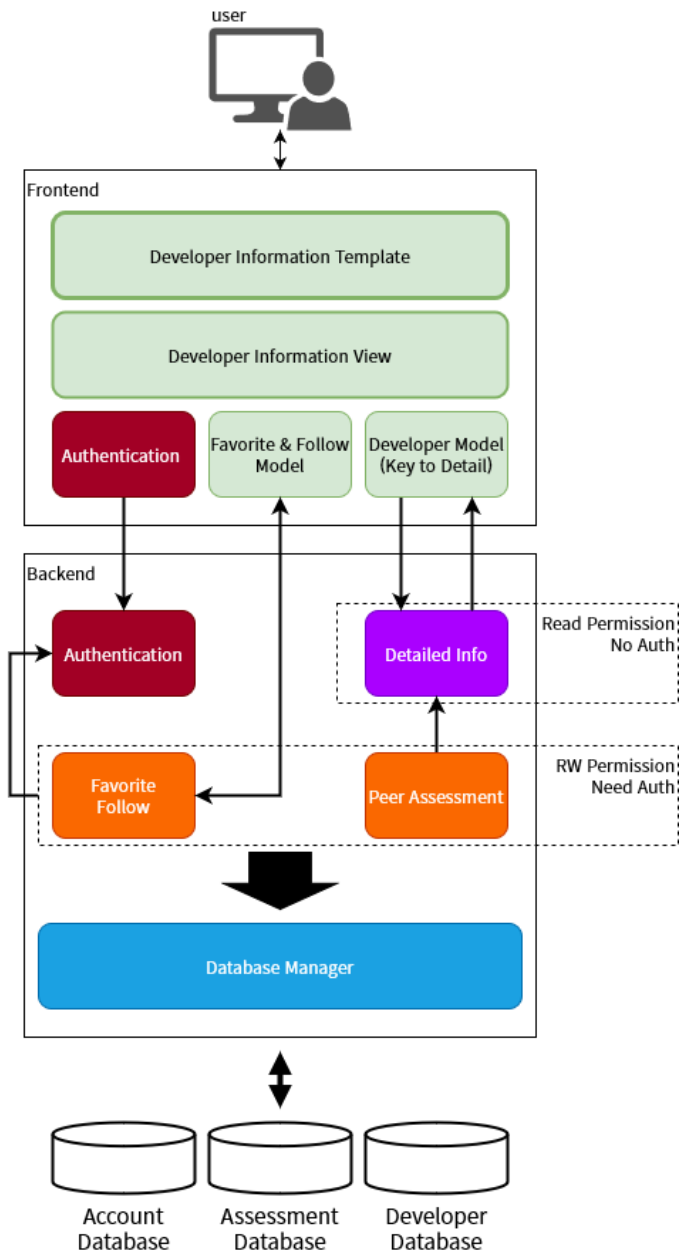 user
Frontend
Developer Information Template
Developer Information View
Authentication
Favorite & Follow
Model
Developer Model
(Key to Detail)
Backend
Authentication
Detailed Info
Read Permission
No Auth
Favorite
Follow
Peer Assessment
RW Permission
Need Auth
Database Manager
Account
Database
Assessment
Database
Developer
Database